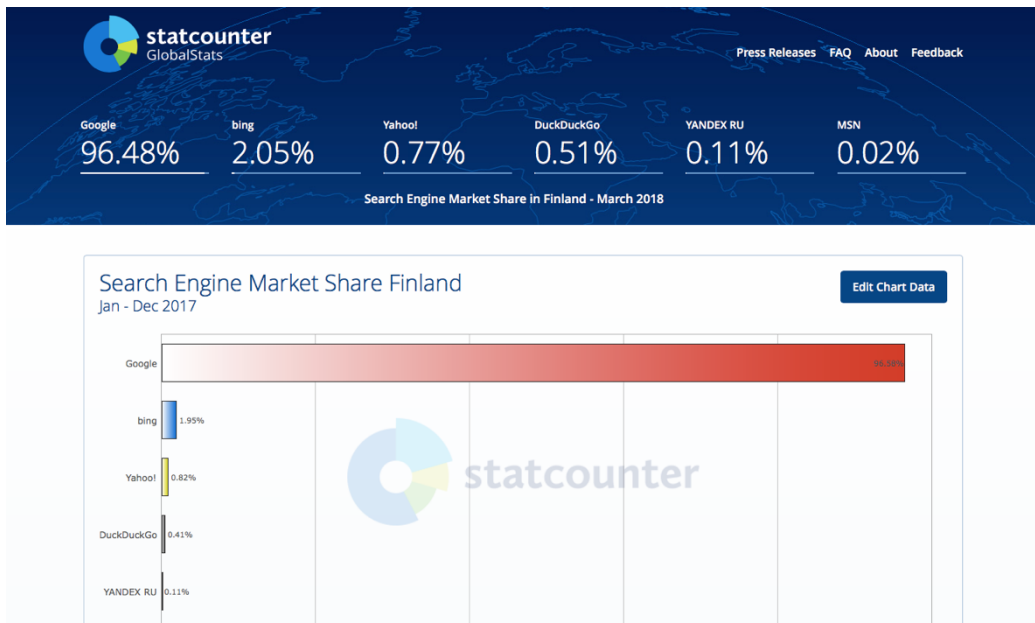 statcounter
GlobalStats
Press Releases FAQ About Feedback
Google bing Yahoo! DuckDuckGo YANDEX RU MSN
96.48% 2.05% 0.77% 0.51% 0.11% 0.02%
Search Engine Market Share in Finland - March 2018
Search Engine Market Share Finland
Edit Chart Data
Jan - Dec 2017
Google 96.58%
bing 1.95%
statcounter
Yahoo! 0.82%
DuckDuckGo 0.41%
YANDEX RU 0.11%